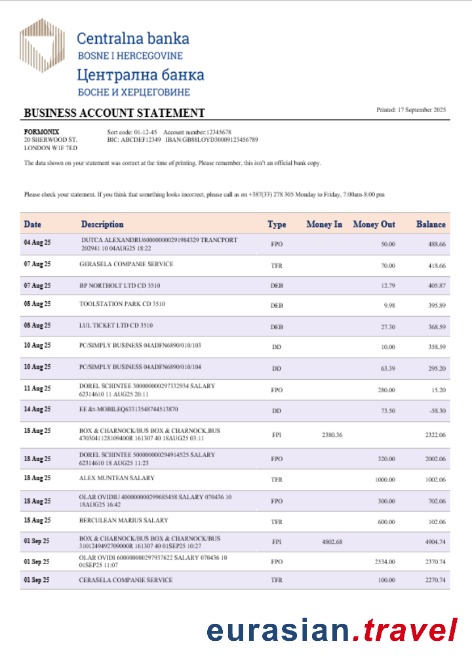 Centralna banka
BOSNE I HERCEGOVINE
Централна банка
БОСНЕ И ХЕРЦЕГОВИНЕ
BUSINESS ACCOUNT STATEMENT
Printed: 17 September 2025
FORMONIX Sort code: 01-12-45 Account number:12345678
20 SHERWOOD ST. BIC: ABCDEF12349 IBAN:GB88LOYD30009123456789
LONDON W1F 7ED
The data shown on your statement was correct at the time of printing. Please remember, this isn't an official bank copy.
Please check your statement. If you think that something looks incorrect, please call as on +387(33) 278 305 Monday to Friday, 7:00am-8:00 pm
Date Description Type Money In Money Out Balance
04 Aug 25 DUTCA ALEXANDRU600000000291984329 TRANCPORT FPO 50.00 488.66
202941 10 04AUG25 18:22
07 Aug 25 GERASELA COMPANIE SERVICE TFR 70.00 418.66
07 Aug 25 BP NORTHOLT LTD CD 3510 DEB 12.79 405.87
08 Aug 25 TOOLSTATION PARK CD 3510 DEB 9.98 395.89
08 Aug 25 LUL TICKET LTD CD 3510 DEB 27.30 368.59
10 Aug 25 PC/SIMPLY BUSINESS 04ADFN6890/010/103 DD 10.00 358.59
10 Aug 25 PC/SIMPLY BUSINESS 04ADFN6890/010/104 DD 63.39 295.20
11 Aug 25 DOREL SCHINTEE 300000000297332934 SALARY FPO 280.00 15.20
62314610 11 AUG25 20:11
14 Aug 25 EE &t-MOBILEQ63313548744513870 DD 73.50 -58.30
18 Aug 25 BOX & CHARNOCK/BUS BOX & CHARNOCK,BUS FPI 2380.36 2322.06
4703041128109400R 161307 40 18AUG25 03:11
18 Aug 25 DOREL SCHINTEE 500000000294914525 SALARY FPO 320.00 2002.06
62314610 18 AUG25 11:23
18 Aug 25 ALEX MUNTEAN SALARY TFR 1000.00 1002.06
18 Aug 25 OLAR OVIDIU 400000000299685458 SALARY 070436 10 FPO 300.00 702.06
18AUG25 16:42
18 Aug 25 BERCULEAN MARIUS SALARY TFR 600.00 102.06
01 Sep 25 BOX & CHARNOCK/BUS BOX & CHARNOCK/BUS FPI 4802.68 4904.74
3101249492709000R 161307 40 01SEP25 10:27
01 Sep 25 OLAR OVIDI 600000000297937622 SALARY 070436 10 FPO 2534.00 2370.74
01SEP25 11:07
01 Sep 25 CERASELA COMPANIE SERVICE TFR 100.00 2270.74
eurasian.travel